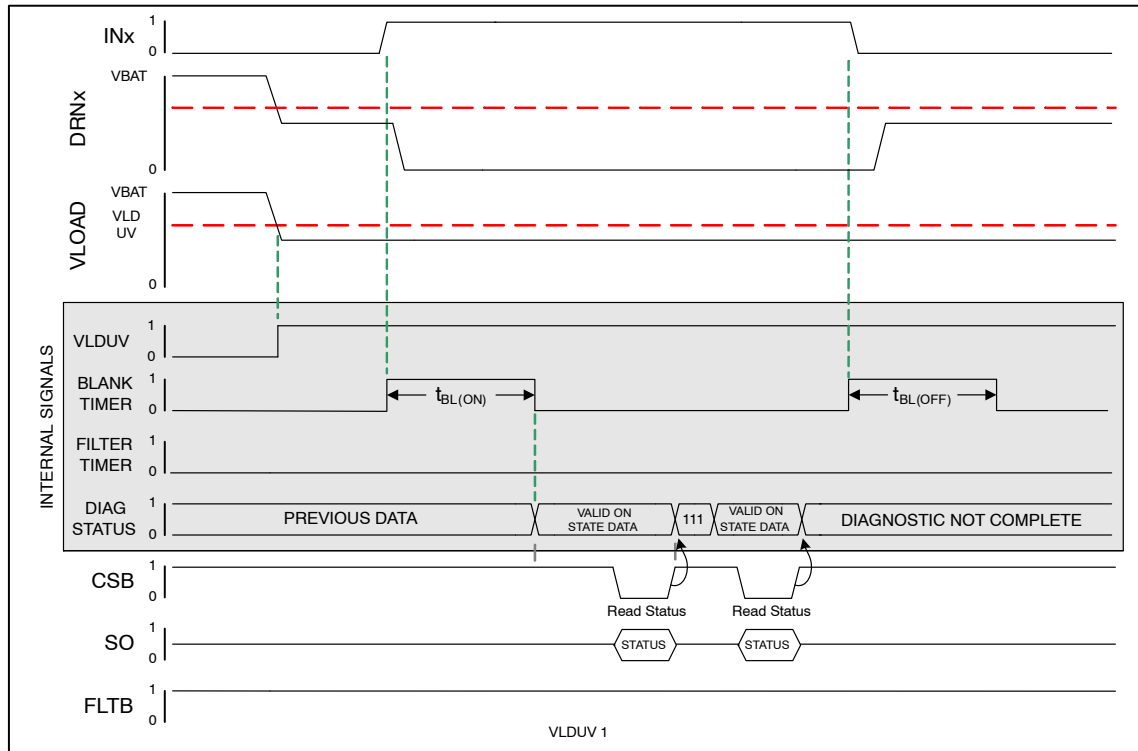 INx
1
0
DRNx
VBAT
0
VLOAD
VBAT
VLD
UV
0
INTERNAL SIGNALS
VLDUV
1
0
BLANK
TIMER
1
0
tBL(ON)
tBL(OFF)
FILTER
TIMER
1
0
DIAG
STATUS
1
0
PREVIOUS DATA
VALID ON
STATE DATA
111
VALID ON
STATE DATA
DIAGNOSTIC NOT COMPLETE
CSB
1
0
Read Status
Read Status
SO
1
0
STATUS
STATUS
FLTB
1
0
VLDUV 1